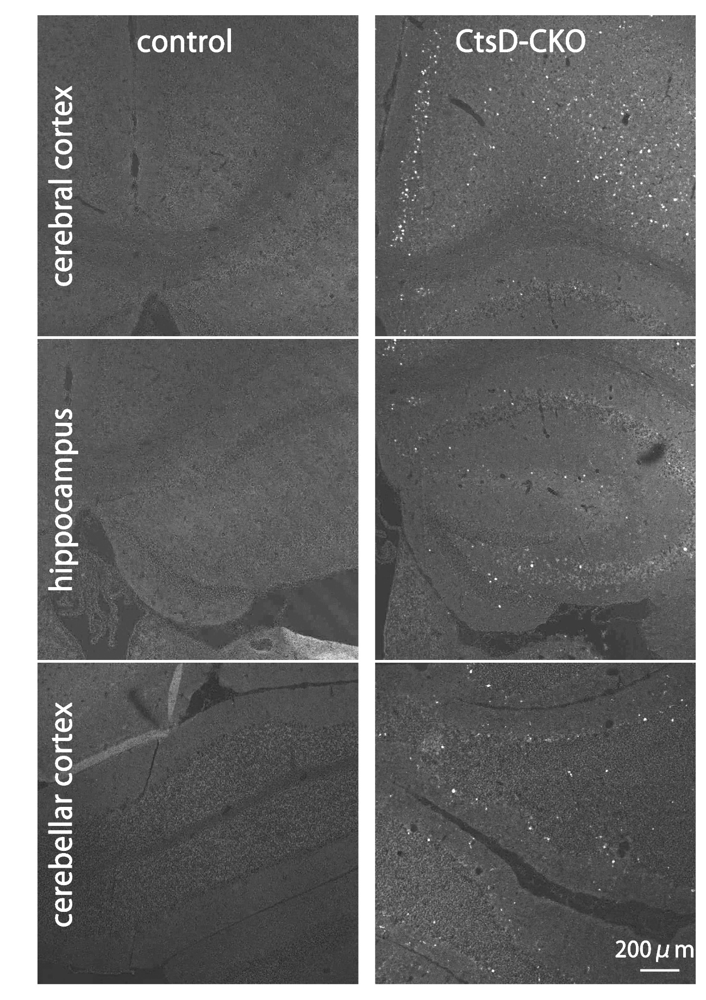 control
CtsD-CKO
cerebral cortex
hippocampus
cerebellar cortex
200 μm